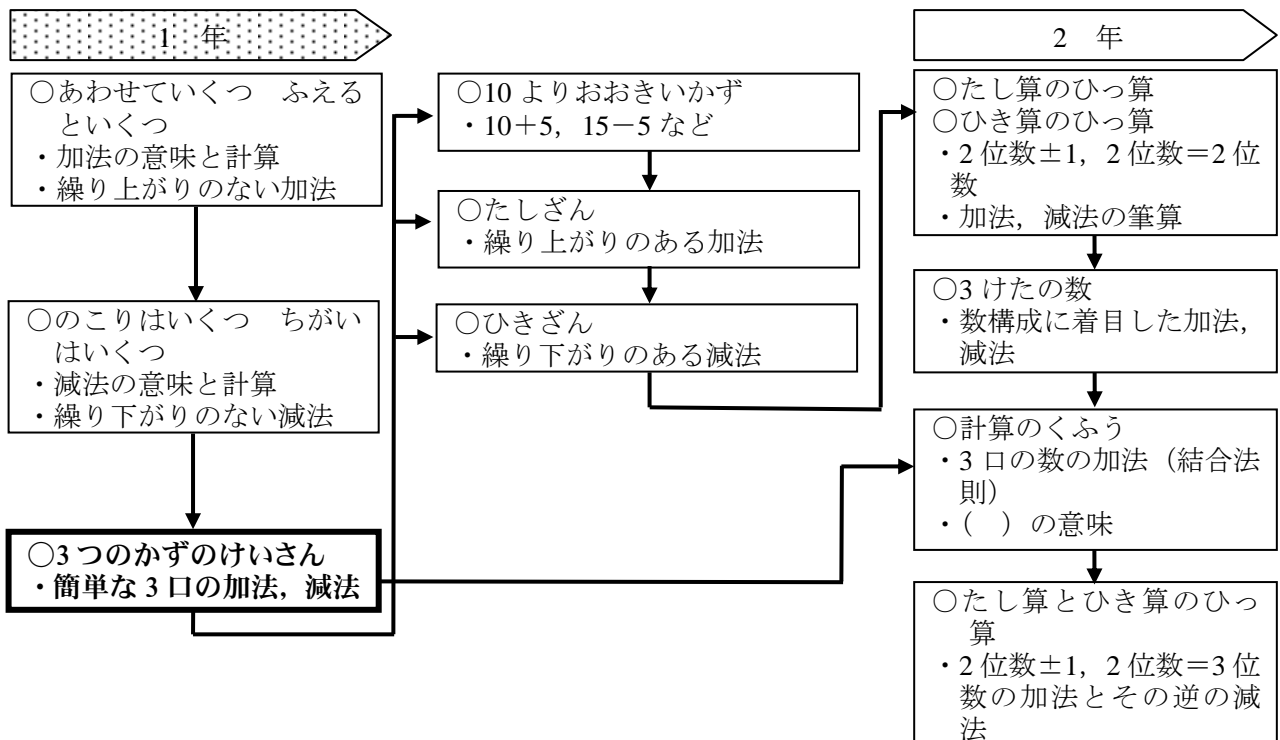 1 年
○あわせていくつ ふえる
といくつ
・加法の意味と計算
・繰り上がりのない加法
○のこりはいくつ ちがい
はいくつ
・減法の意味と計算
・繰り下がりのない減法
○3つのかずのけいさん
・簡単な3口の加法，減法
○10よりおおきいかず
・10＋5，15－5など
○たしざん
・繰り上がりのある加法
○ひきざん
・繰り下がりのある減法
2 年
○たし算のひっ算
○ひき算のひっ算
・2位数±1，2位数＝2位
数
・加法，減法の筆算
○3けたの数
・数構成に着目した加法，
減法
○計算のくふう
・3口の数の加法（結合法
則）
・（ ）の意味
○たし算とひき算のひっ
算
・2位数±1，2位数＝3位
数の加法とその逆の減
法